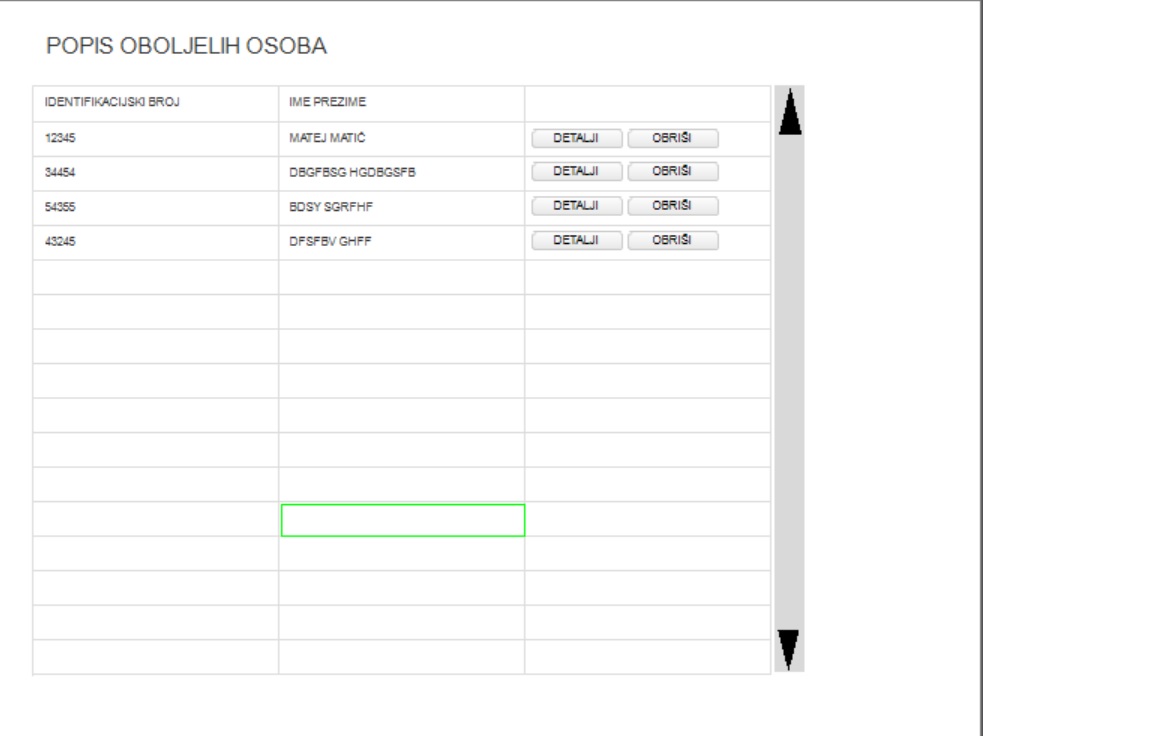 POPIS OBOLJELIH OSOBA
IDENTIFIKACIJSKI BROJ IME PREZIME
12345 MATEJ MATIĆ DETALJI OBRIŠI
34454 DBGFBSG HGDBGSFB DETALJI OBRIŠI
54355 BDSY SGRFHF DETALJI OBRIŠI
43245 DFSFBV GHFF DETALJI OBRIŠI